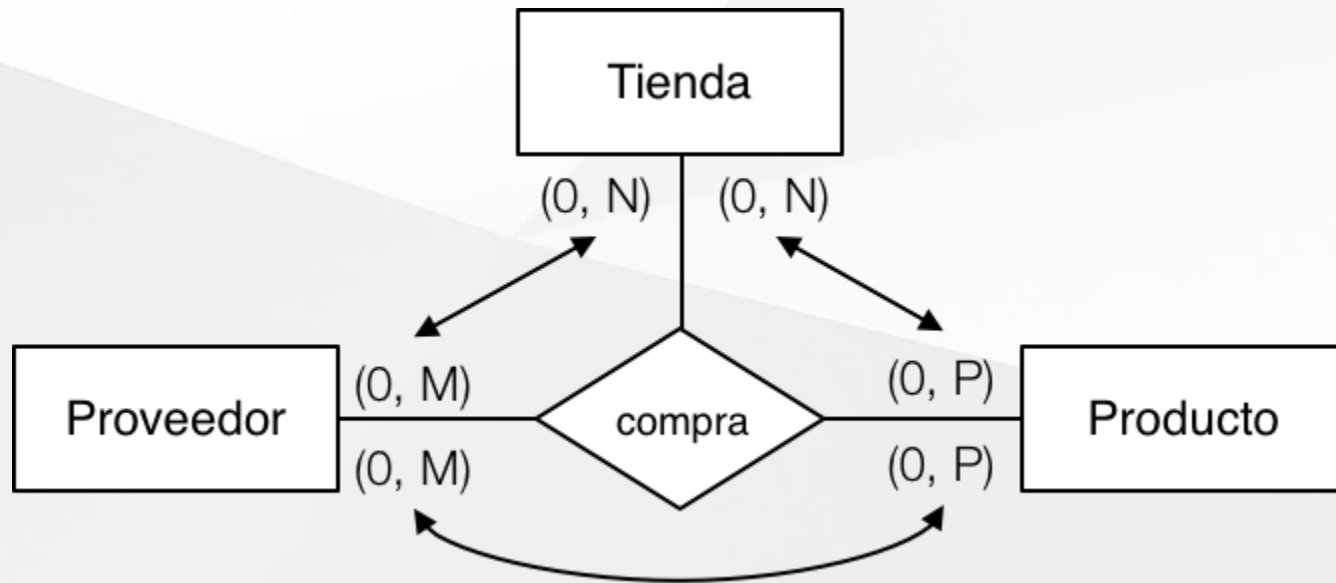 Tienda
(0, N) (0, N)
(0, M) (0, P)
Proveedor compra Producto
(0, M) (0, P)